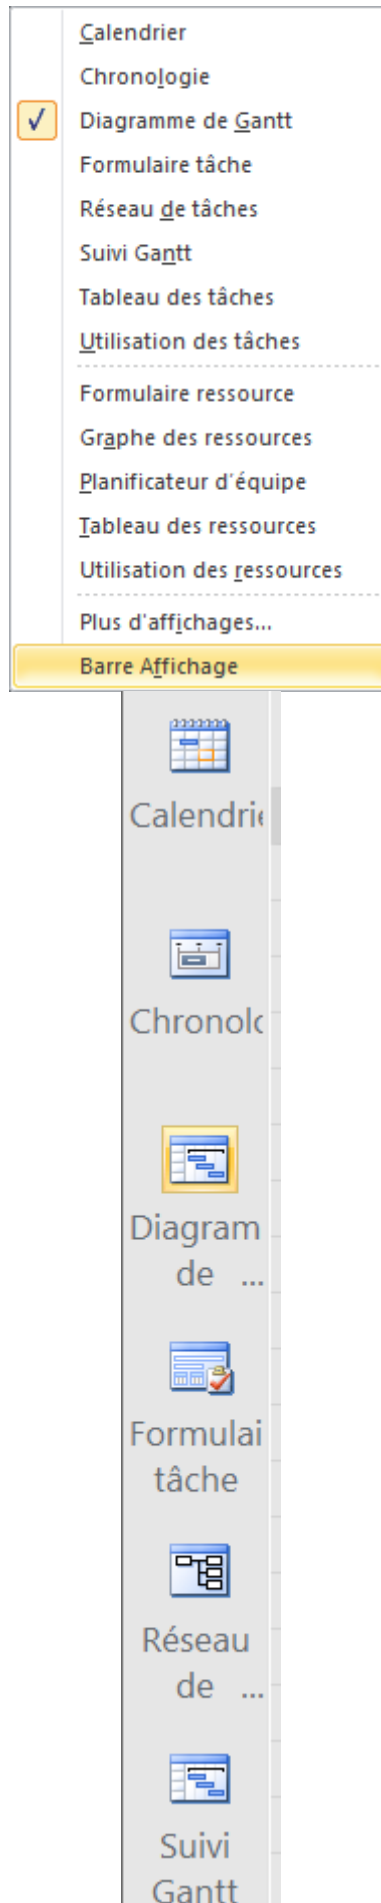 Calendrier
Chronologie
Diagramme de Gantt
Formulaire tâche
Réseau de tâches
Suivi Gantt
Tableau des tâches
Utilisation des tâches
Formulaire ressource
Graphe des ressources
Planificateur d'équipe
Tableau des ressources
Utilisation des ressources
Plus d'affichages...
Barre Affichage
Calendrie
Chronolo
Diagram
de ...
Formulai
tâche
Réseau
de ...
Suivi
Gantt